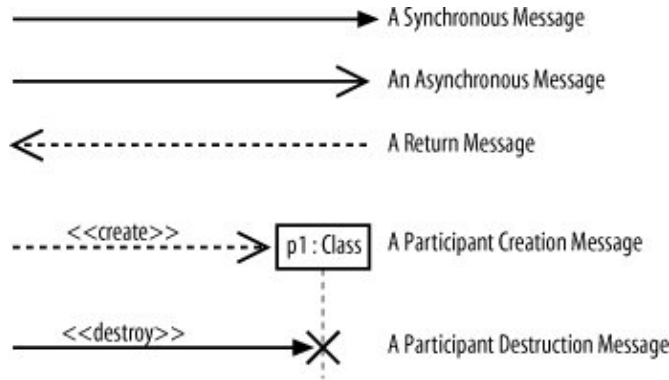 A Synchronous Message
An Asynchronous Message
A Return Message
<<create>>
p1 : Class
A Participant Creation Message
<<destroy>>
A Participant Destruction Message